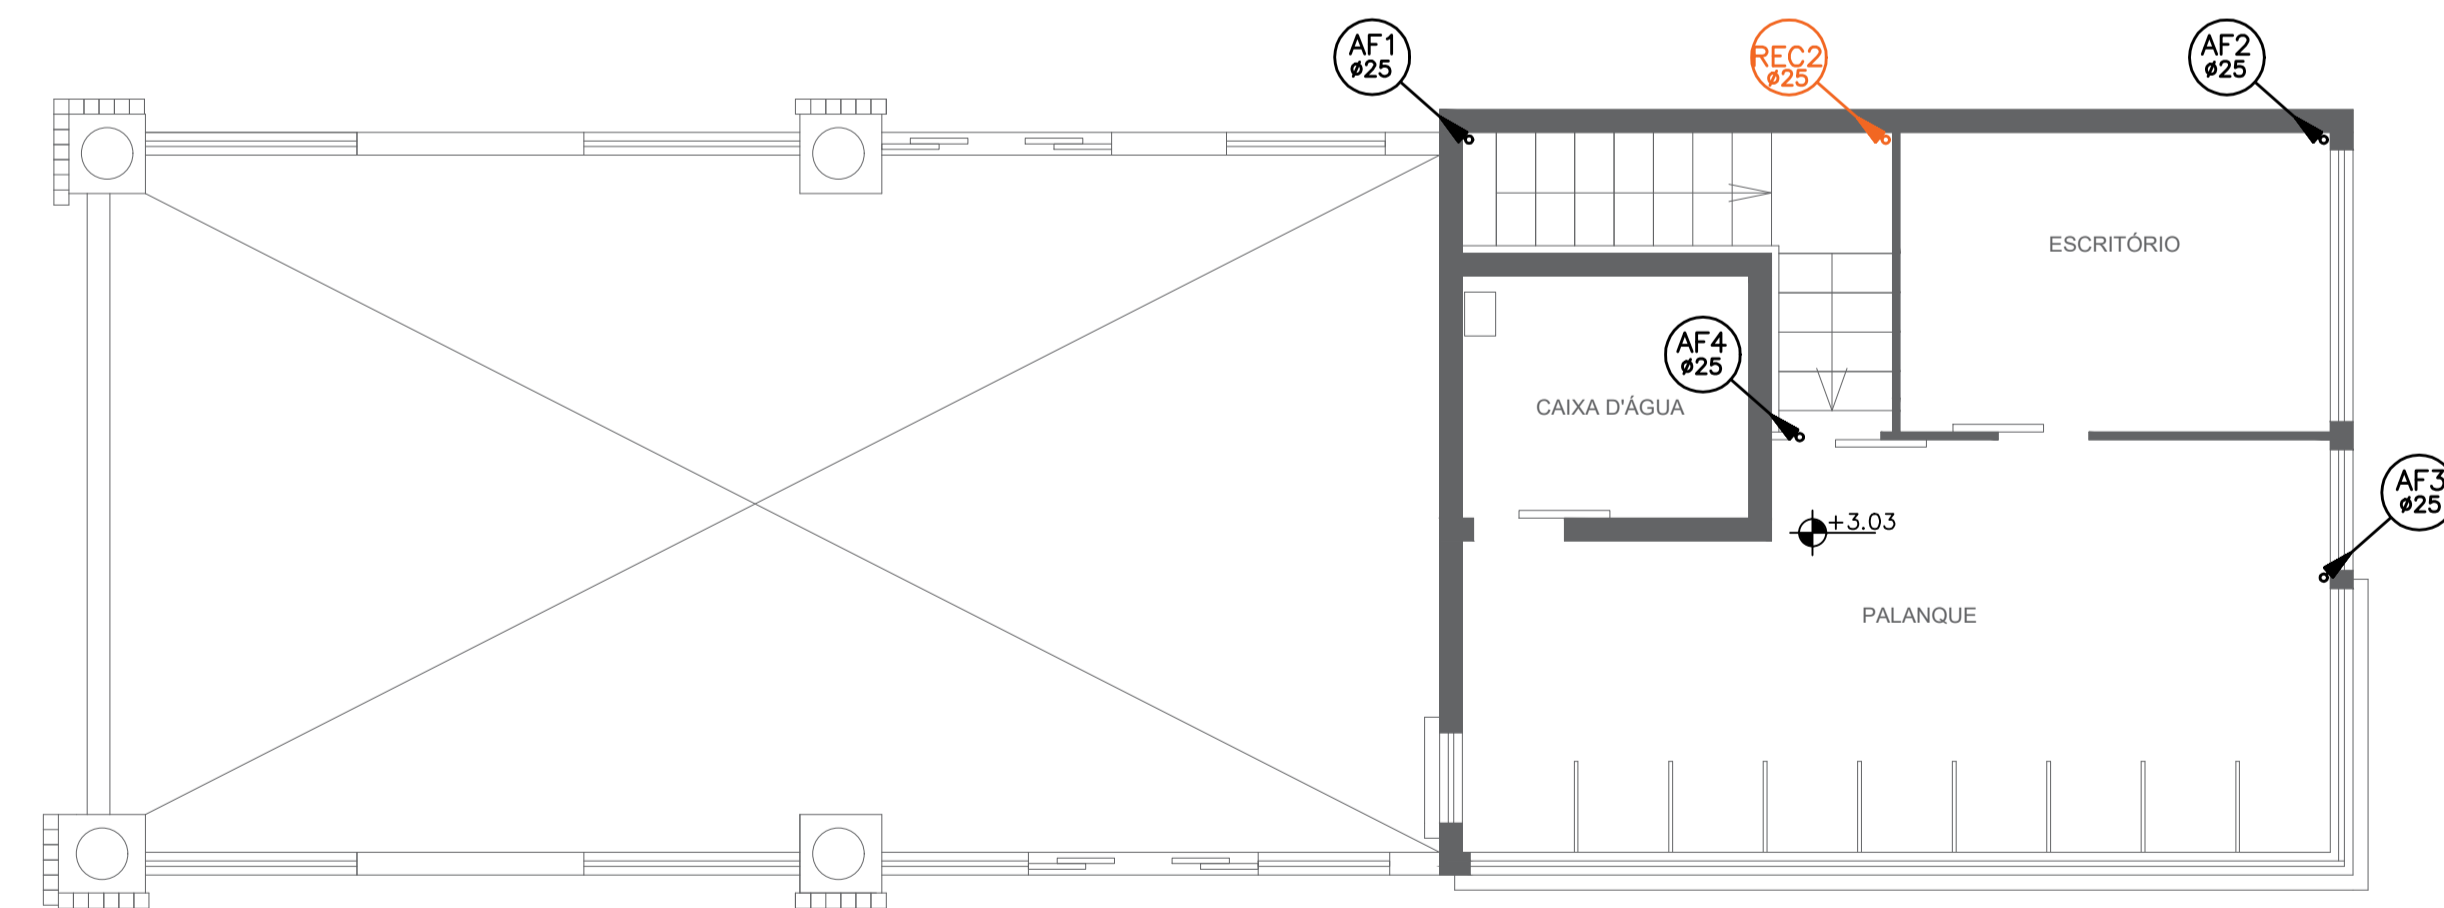 AF1
ø25
REC2
ø25
AF2
ø25
ESCRITÓRIO
AF4
ø25
CAIXA D'ÁGUA
AF3
ø25
+3.03
PALANQUE